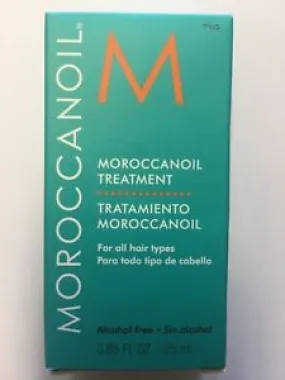 MOROCCANOIL®
M
MOROCCANOIL
TREATMENT
TRATAMIENTO
MOROCCANOIL
For all hair types
Para todo tipo de cabello
Alcohol free • Sin alcohol
0.85 FL. OZ. 25 ml